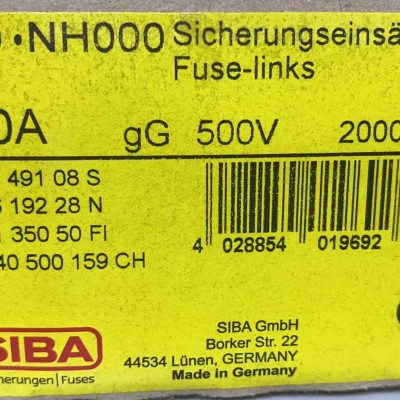 •NH000 Sicherungseinsä
Fuse-links
0A gG 500V 2000
491 08 S
192 28 N
350 50 FI
40 500 159 CH
4 028854 019692
SIBA GmbH
Borker Str. 22
44534 Lünen, GERMANY
Made in Germany
SIBA
cherungen | Fuses